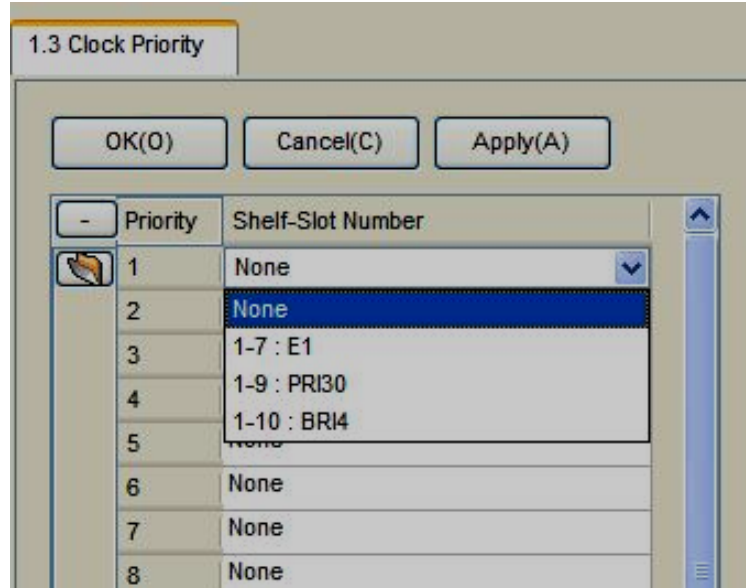 1.3 Clock Priority
OK(O) Cancel(C) Apply(A)
- Priority Shelf-Slot Number
1 None
2 None
3 1-7 : E1
4 1-9 : PRI30
1-10 : BRI4
5 None
6 None
7 None
8 None